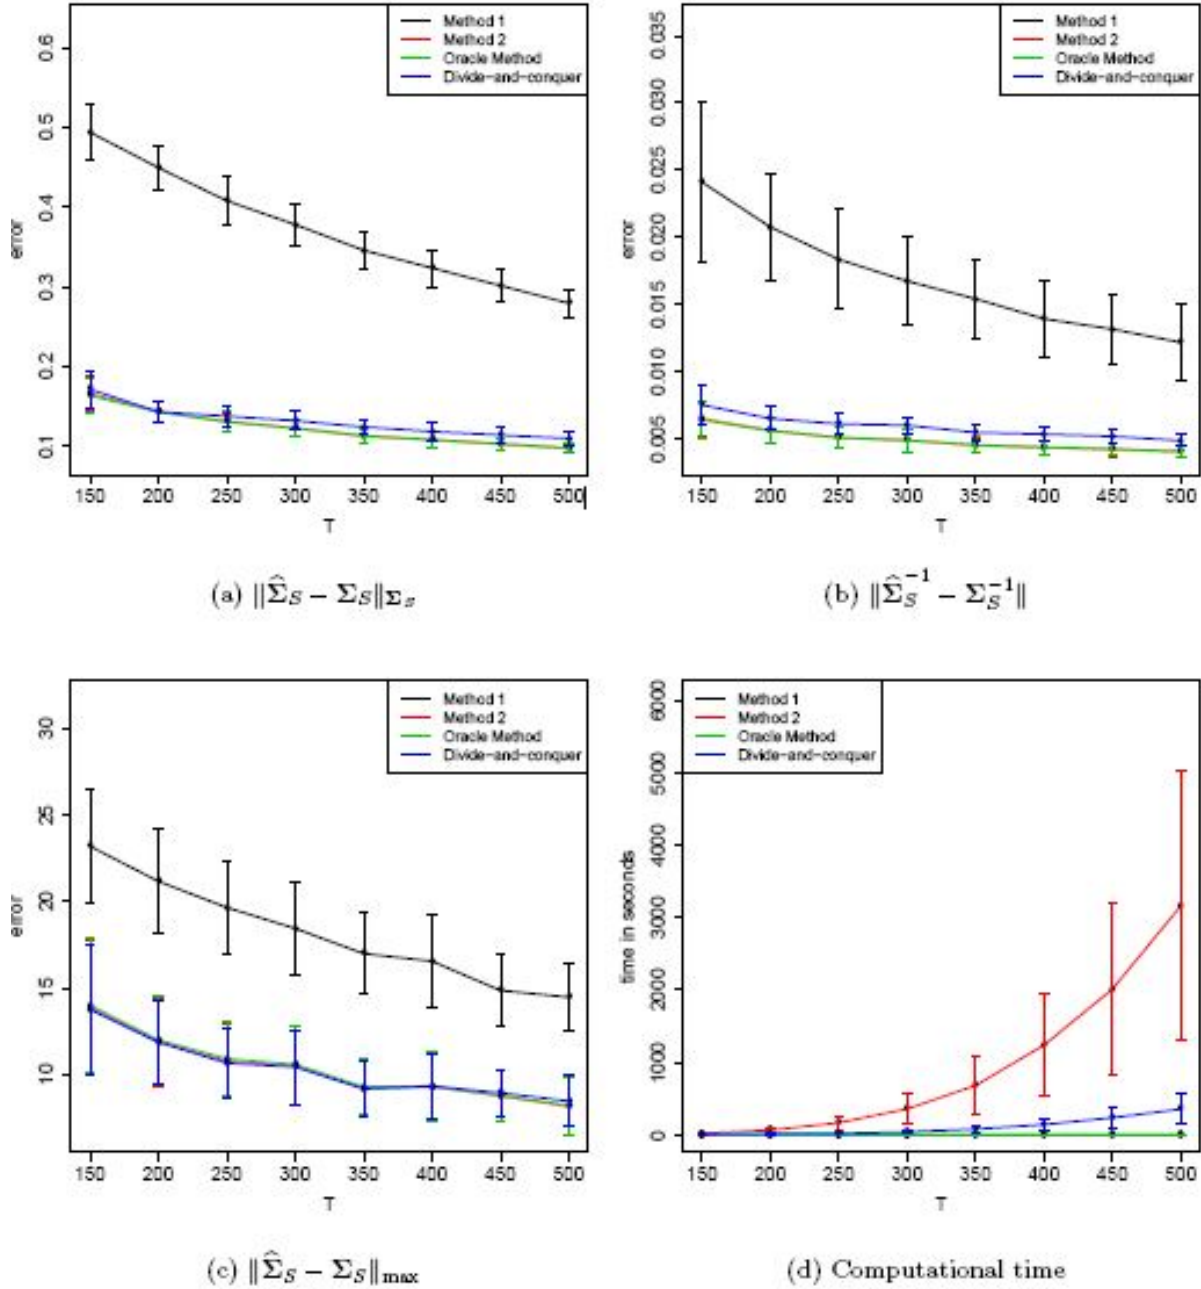 Method 1
Method 2
Oracle Method
Divide-and-conquer
error
0.1 0.2 0.3 0.4 0.5 0.6
150 200 250 300 350 400 450 500
T
(a) ‖Σ̂_S − Σ_S‖_{Σ_S}
Method 1
Method 2
Oracle Method
Divide-and-conquer
error
0.005 0.010 0.015 0.020 0.025 0.030 0.035
150 200 250 300 350 400 450 500
T
(b) ‖Σ̂_S^{-1} − Σ_S^{-1}‖
Method 1
Method 2
Oracle Method
Divide-and-conquer
error
10 15 20 25 30
150 200 250 300 350 400 450 500
T
(c) ‖Σ̂_S − Σ_S‖_max
Method 1
Method 2
Oracle Method
Divide-and-conquer
time in seconds
0 1000 2000 3000 4000 5000 6000
150 200 250 300 350 400 450 500
T
(d) Computational time